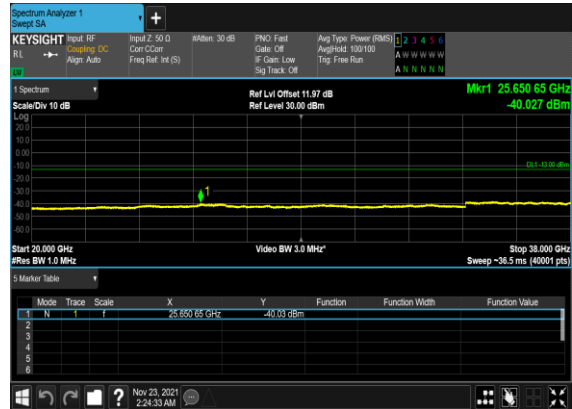 Spectrum Analyzer 1
Swept SA
+
KEYSIGHT Input: RF Input Z: 50 Ω #Atten: 30 dB PNO: Fast Avg Type: Power (RMS) 1 2 3 4 5 6
RL Coupling: DC Corr CCorr Gate: Off Avg|Hold: 100/100 A W W W W W
Align: Auto Freq Ref: Int (S) IF Gain: Low Trig: Free Run
Sig Track: Off A N N N N N
1 Spectrum Ref Lvl Offset 11.97 dB Mkr1 25.650 65 GHz
Scale/Div 10 dB Ref Level 30.00 dBm -40.027 dBm
Log
20.0
10.0
0.00
-10.0
DL1 -13.00 dBm
-20.0
-30.0
1
-40.0
-50.0
-60.0
Start 20.000 GHz Video BW 3.0 MHz* Stop 38.000 GHz
#Res BW 1.0 MHz Sweep ~36.5 ms (40001 pts)
5 Marker Table
Mode Trace Scale X Y Function Function Width Function Value
1 N 1 f 25.650 65 GHz -40.03 dBm
2
3
4
5
6
? Nov 23, 2021
2:24:33 AM